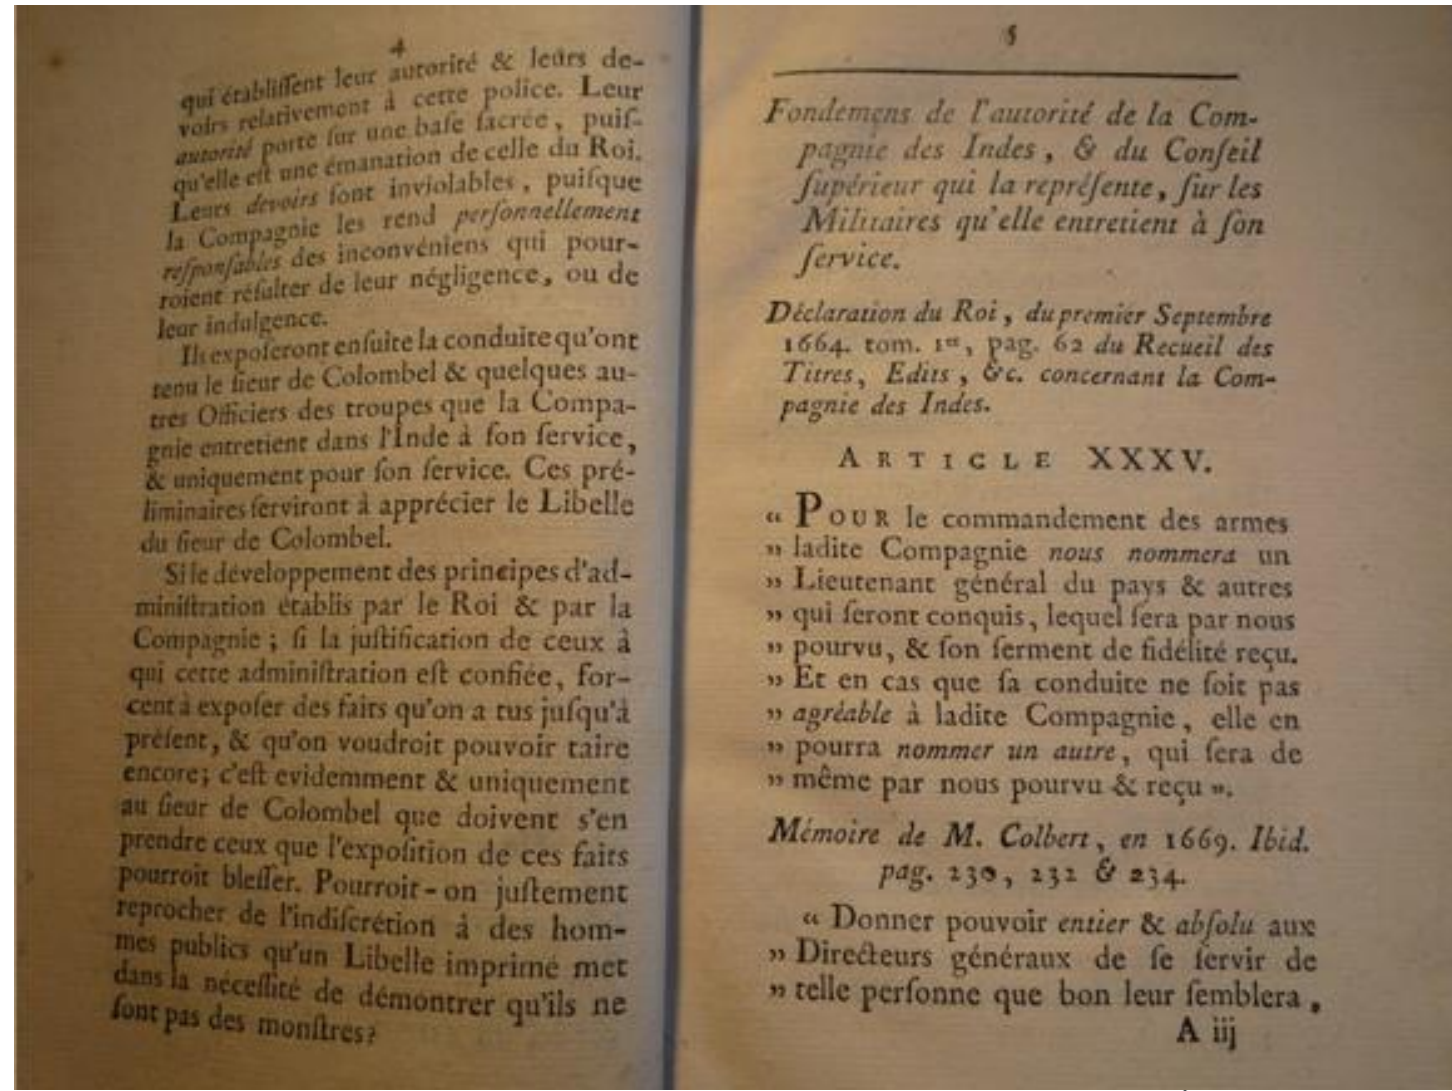 4
qui établiſſent leur autorité & leurs de-
voirs relativement à cette police. Leur
autorité porte ſur une baſe ſacrée, puiſ-
qu'elle eſt une émanation de celle du Roi.
Leurs devoirs ſont inviolables, puiſque
la Compagnie les rend perſonnellement
reſponſables des inconvéniens qui pour-
roient réſulter de leur négligence, ou de
leur indulgence.
Ils expoſeront enſuite la conduite qu'ont
tenu le ſieur de Colombel & quelques au-
tres Officiers des troupes que la Compa-
gnie entretient dans l'Inde à ſon ſervice,
& uniquement pour ſon ſervice. Ces pré-
liminaires ſerviront à apprécier le Libelle
du ſieur de Colombel.
Si le développement des principes d'ad-
miniſtration établis par le Roi & par la
Compagnie ; ſi la juſtification de ceux à
qui cette adminiſtration eſt confiée, for-
cent à expoſer des faits qu'on a tus juſqu'à
préſent, & qu'on voudroit pouvoir taire
encore; c'eſt evidemment & uniquement
au ſieur de Colombel que doivent s'en
prendre ceux que l'expoſition de ces faits
pourroit bleſſer. Pourroit-on juſtement
reprocher de l'indiſcrétion à des hom-
mes publics qu'un Libelle imprimé met
dans la néceſſité de démontrer qu'ils ne
ſont pas des monſtres?
5
Fondemens de l'autorité de la Com-
pagnie des Indes, & du Conſeil
ſupérieur qui la repréſente, ſur les
Militaires qu'elle entretient à ſon
ſervice.
Déclaration du Roi, du premier Septembre
1664. tom. 1er, pag. 62 du Recueil des
Titres, Edits, &c. concernant la Com-
pagnie des Indes.
ARTICLE XXXV.
« POUR le commandement des armes
» ladite Compagnie nous nommera un
» Lieutenant général du pays & autres
» qui ſeront conquis, lequel ſera par nous
» pourvu, & ſon ſerment de fidélité reçu.
» Et en cas que ſa conduite ne ſoit pas
» agréable à ladite Compagnie, elle en
» pourra nommer un autre, qui ſera de
» même par nous pourvu & reçu ».
Mémoire de M. Colbert, en 1669. Ibid.
pag. 230, 232 & 234.
« Donner pouvoir entier & abſolu aux
» Directeurs généraux de ſe ſervir de
» telle perſonne que bon leur ſemblera,
A iij